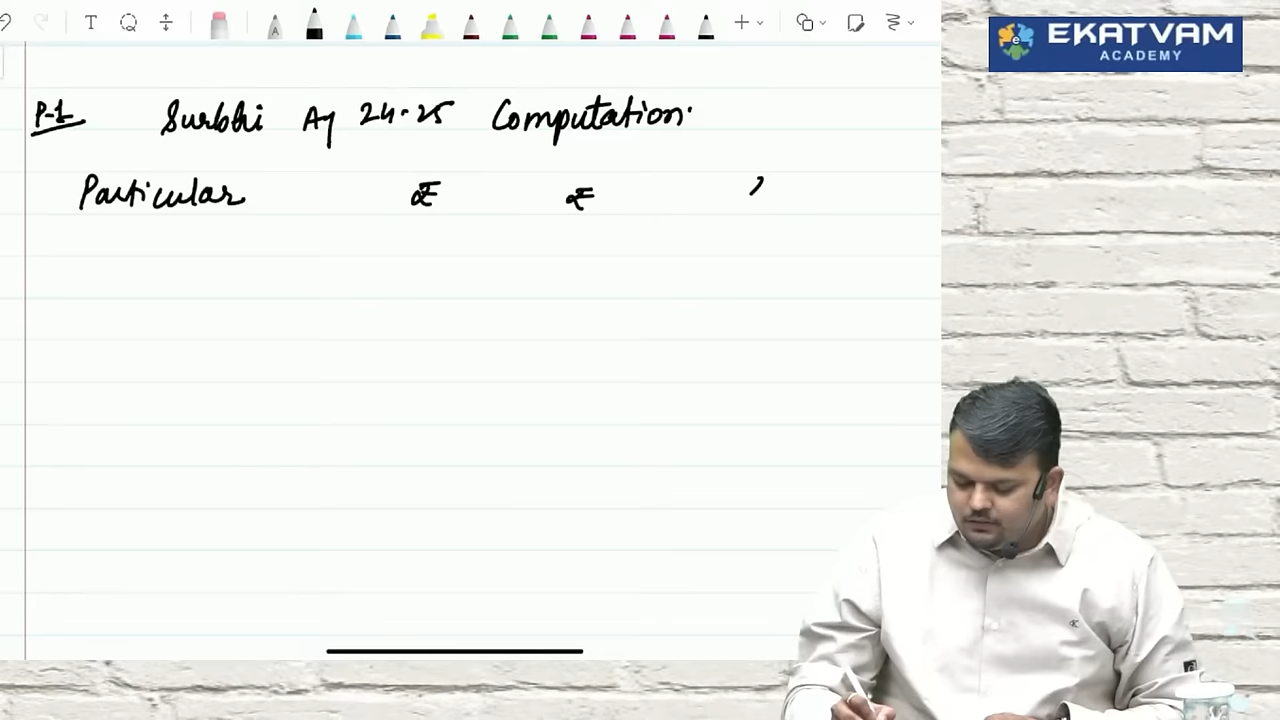 EKATVAM
ACADEMY
P-1 Surbhi Ay 24-25 Computation
Particular ₹ ₹